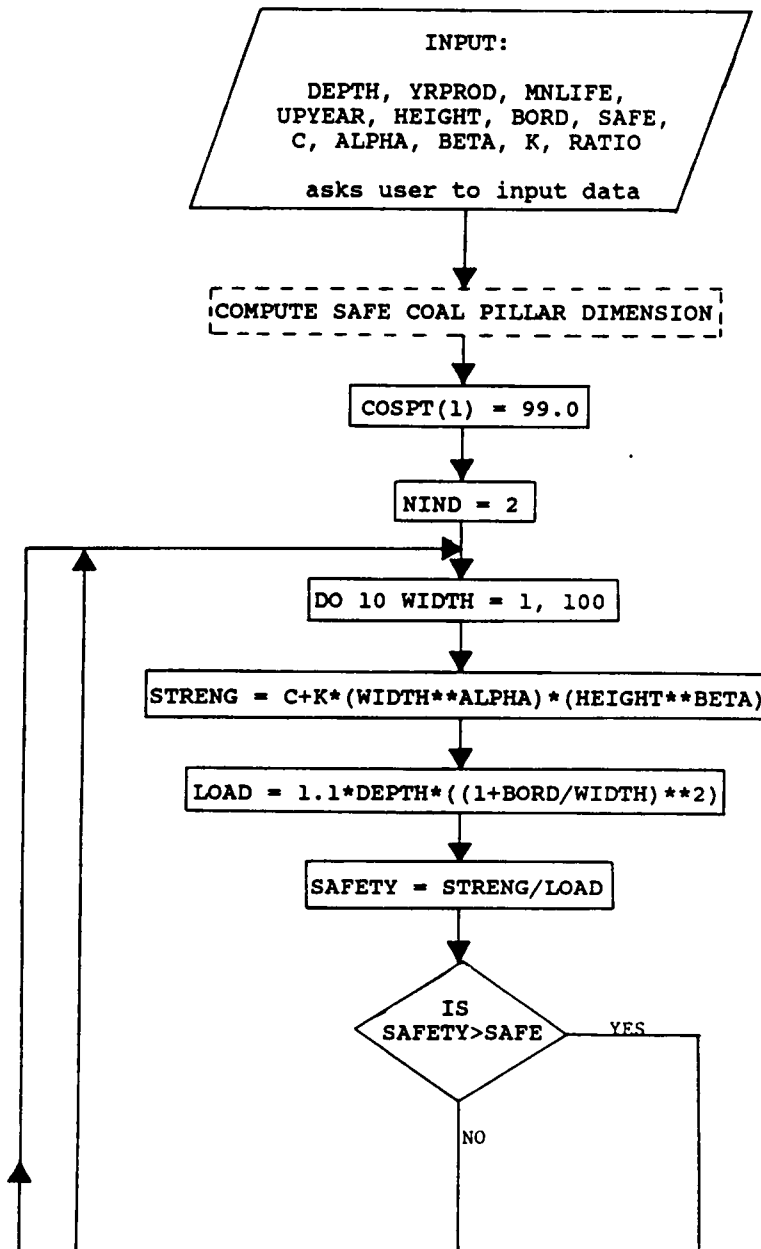 INPUT:
DEPTH, YRPROD, MNLIFE,
UPYEAR, HEIGHT, BORD, SAFE,
C, ALPHA, BETA, K, RATIO
asks user to input data
COMPUTE SAFE COAL PILLAR DIMENSION
COSPT(1) = 99.0
NIND = 2
DO 10 WIDTH = 1, 100
STRENG = C+K*(WIDTH**ALPHA)*(HEIGHT**BETA)
LOAD = 1.1*DEPTH*((1+BORD/WIDTH)**2)
SAFETY = STRENG/LOAD
IS
SAFETY>SAFE
YES
NO